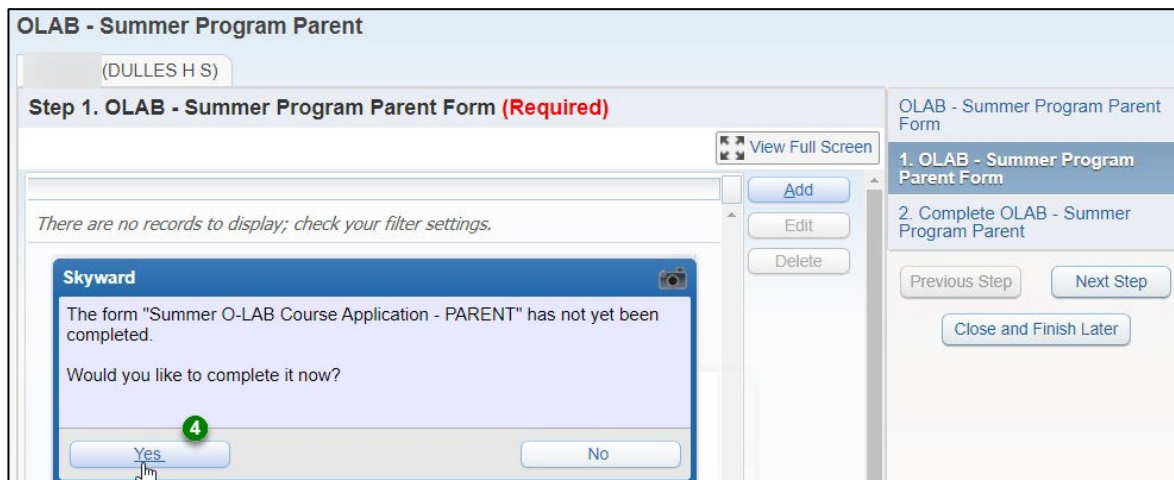 OLAB - Summer Program Parent
(DULLES H S)
Step 1. OLAB - Summer Program Parent Form (Required)
View Full Screen
There are no records to display; check your filter settings.
Add
Edit
Delete
Skyward
The form "Summer O-LAB Course Application - PARENT" has not yet been
completed.
Would you like to complete it now?
4
Yes
No
OLAB - Summer Program Parent
Form
1. OLAB - Summer Program
Parent Form
2. Complete OLAB - Summer
Program Parent
Previous Step
Next Step
Close and Finish Later